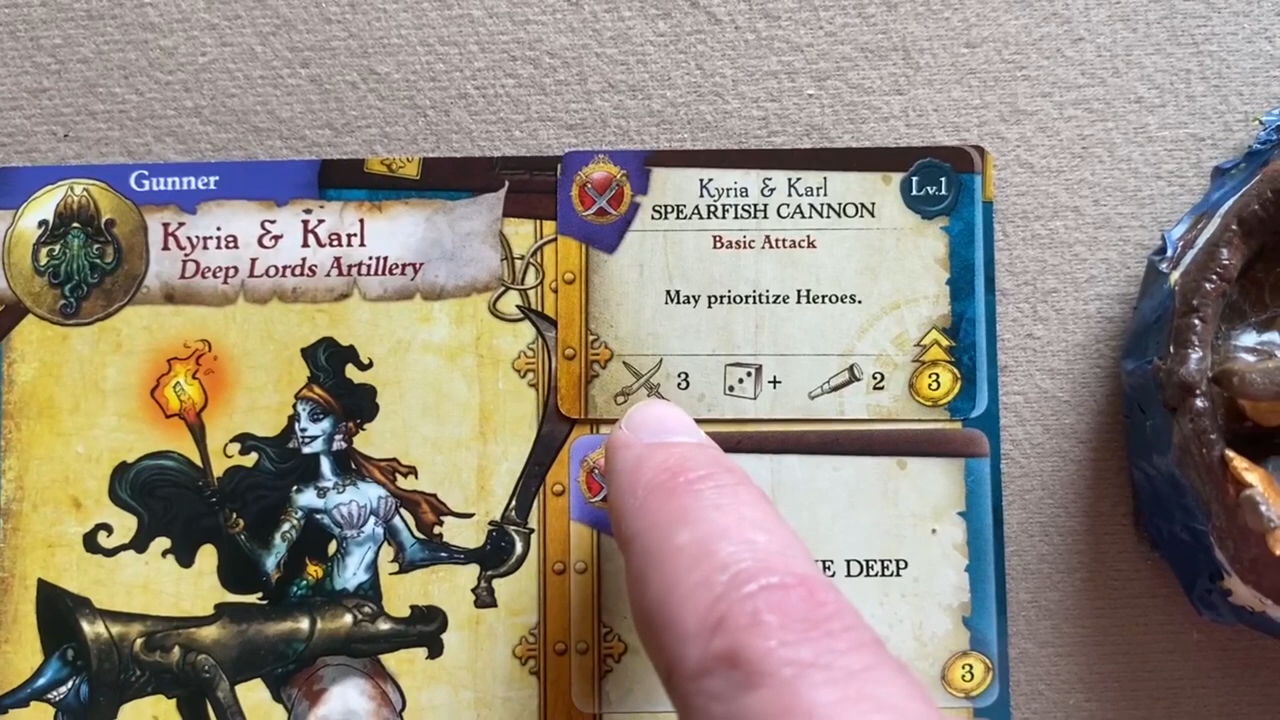 Gunner
Kyria & Karl
Deep Lords Artillery
Kyria & Karl
SPEARFISH CANNON
Lv.1
Basic Attack
May prioritize Heroes.
3 + 2 3
DEEP
3